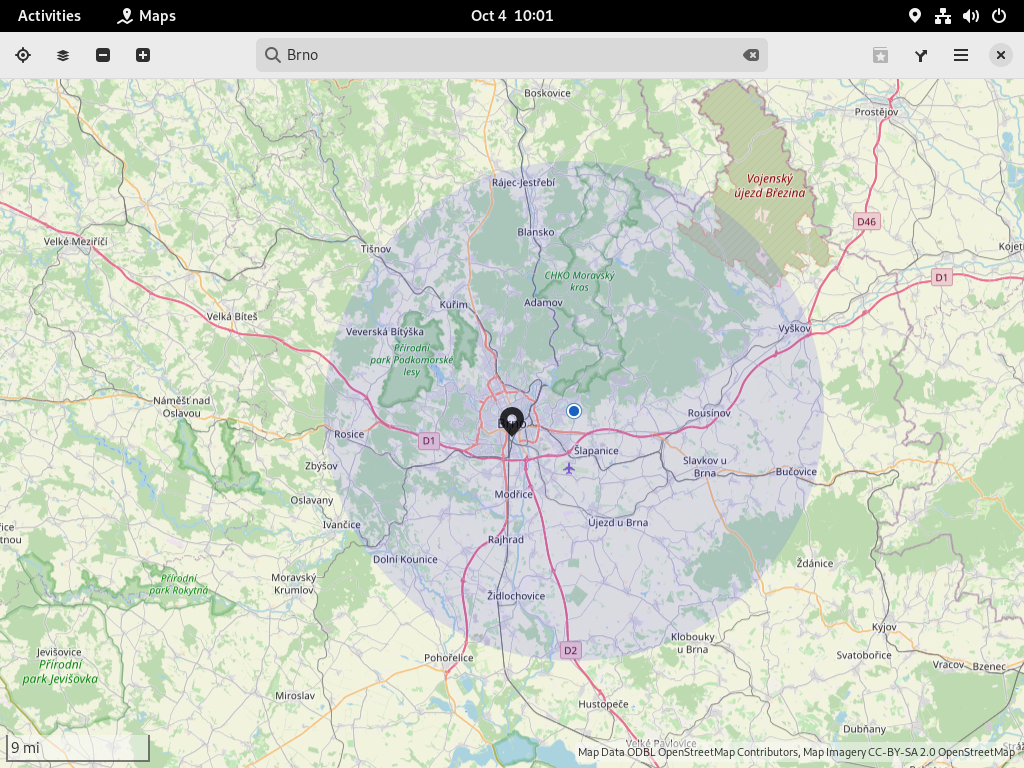 Activities
Maps
Oct 4 10:01
Brno
Boskovice
Prostějov
Rájec-Jestřebí
Vojenský
újezd Březina
D46
Blansko
Velké Meziříčí
Tišnov
CHKO Moravský
kras
D1
Kuřim
Adamov
Velká Bíteš
Veverská Bítýška
Vyškov
Přírodní
park Podkomorské
lesy
Náměšť nad
Oslavou
Rousínov
Brno
Rosice
D1
Šlapanice
Zbýšov
Slavkov u
Brna
Bučovice
Modřice
Oslavany
Ivančice
Újezd u Brna
Rajhrad
Dolní Kounice
Ždánice
Přírodní
park Rokytná
Moravský
Krumlov
Židlochovice
Kyjov
Klobouky
u Brna
Jevišovice
Přírodní
park Jevišovka
Pohořelice
D2
Svatobořice
Vracov
Bzenec
Miroslav
Hustopeče
Dubňany
Velké Pavlovice
9 mi
Map Data ODBL OpenStreetMap Contributors, Map Imagery CC-BY-SA 2.0 OpenStreetMap